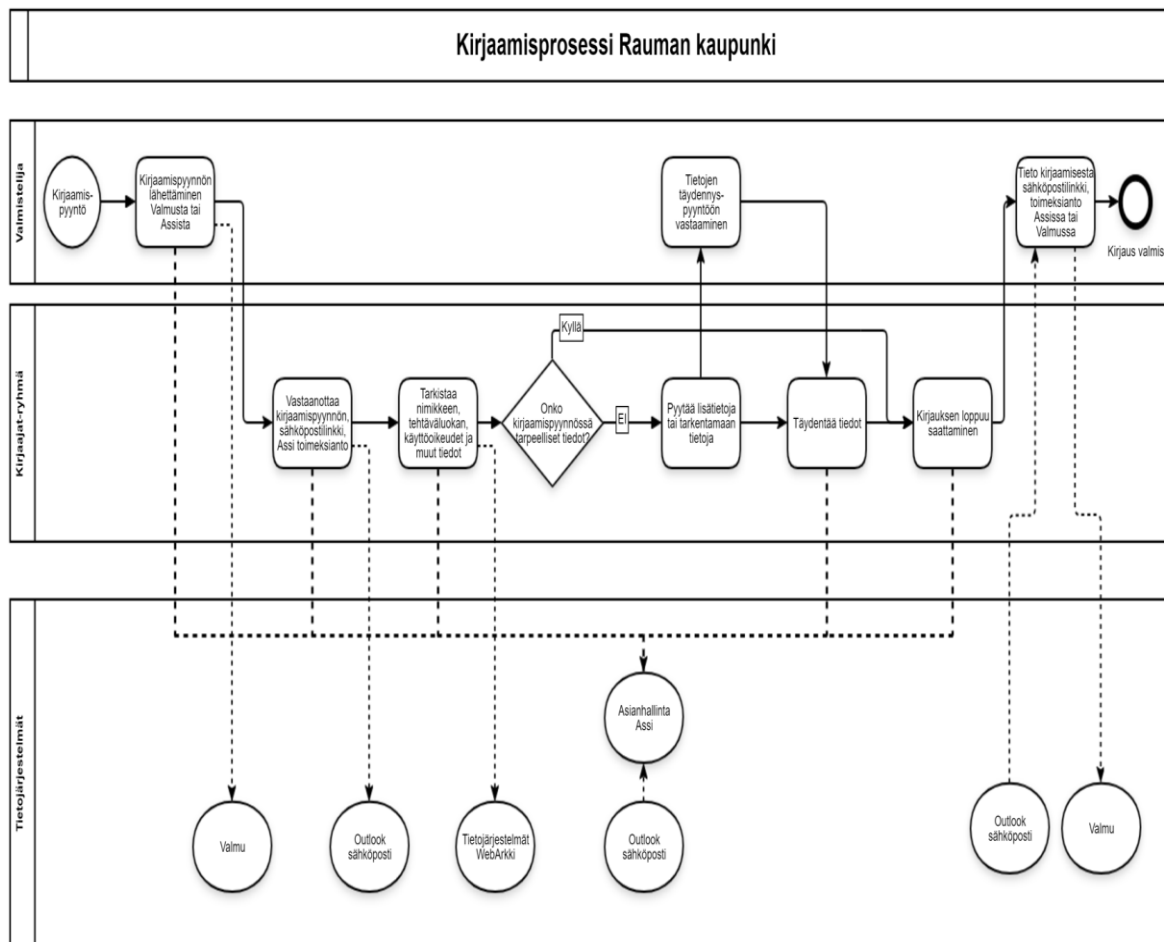 Kirjaamisprosessi Rauman kaupunki
Valmistelija
Kirjaamis-
pyyntö
Kirjaamispyynnön
lähettäminen
Valmusta tai
Assista
Tietojen
täydennys-
pyyntöön
vastaaminen
Tieto kirjaamisesta
sähköpostilinkki,
toimeksianto
Assissa tai
Valmussa
Kirjaus valmis
Kirjaajat-ryhmä
Vastaanottaa
kirjaamispyynnön,
sähköpostilinkki,
Assi toimeksianto
Tarkistaa
nimikkeen,
tehtäväluokan,
käyttöoikeudet ja
muut tiedot
Onko
kirjaamispyynnössä
tarpeelliset tiedot?
Kyllä
EI
Pyytää lisätietoja
tai tarkentamaan
tietoja
Täydentää tiedot
Kirjauksen loppuu
saattaminen
Tietojärjestelmät
Asianhallinta
Assi
Valmu
Outlook
sähköposti
Tietojärjestelmät
WebArkki
Outlook
sähköposti
Outlook
sähköposti
Valmu